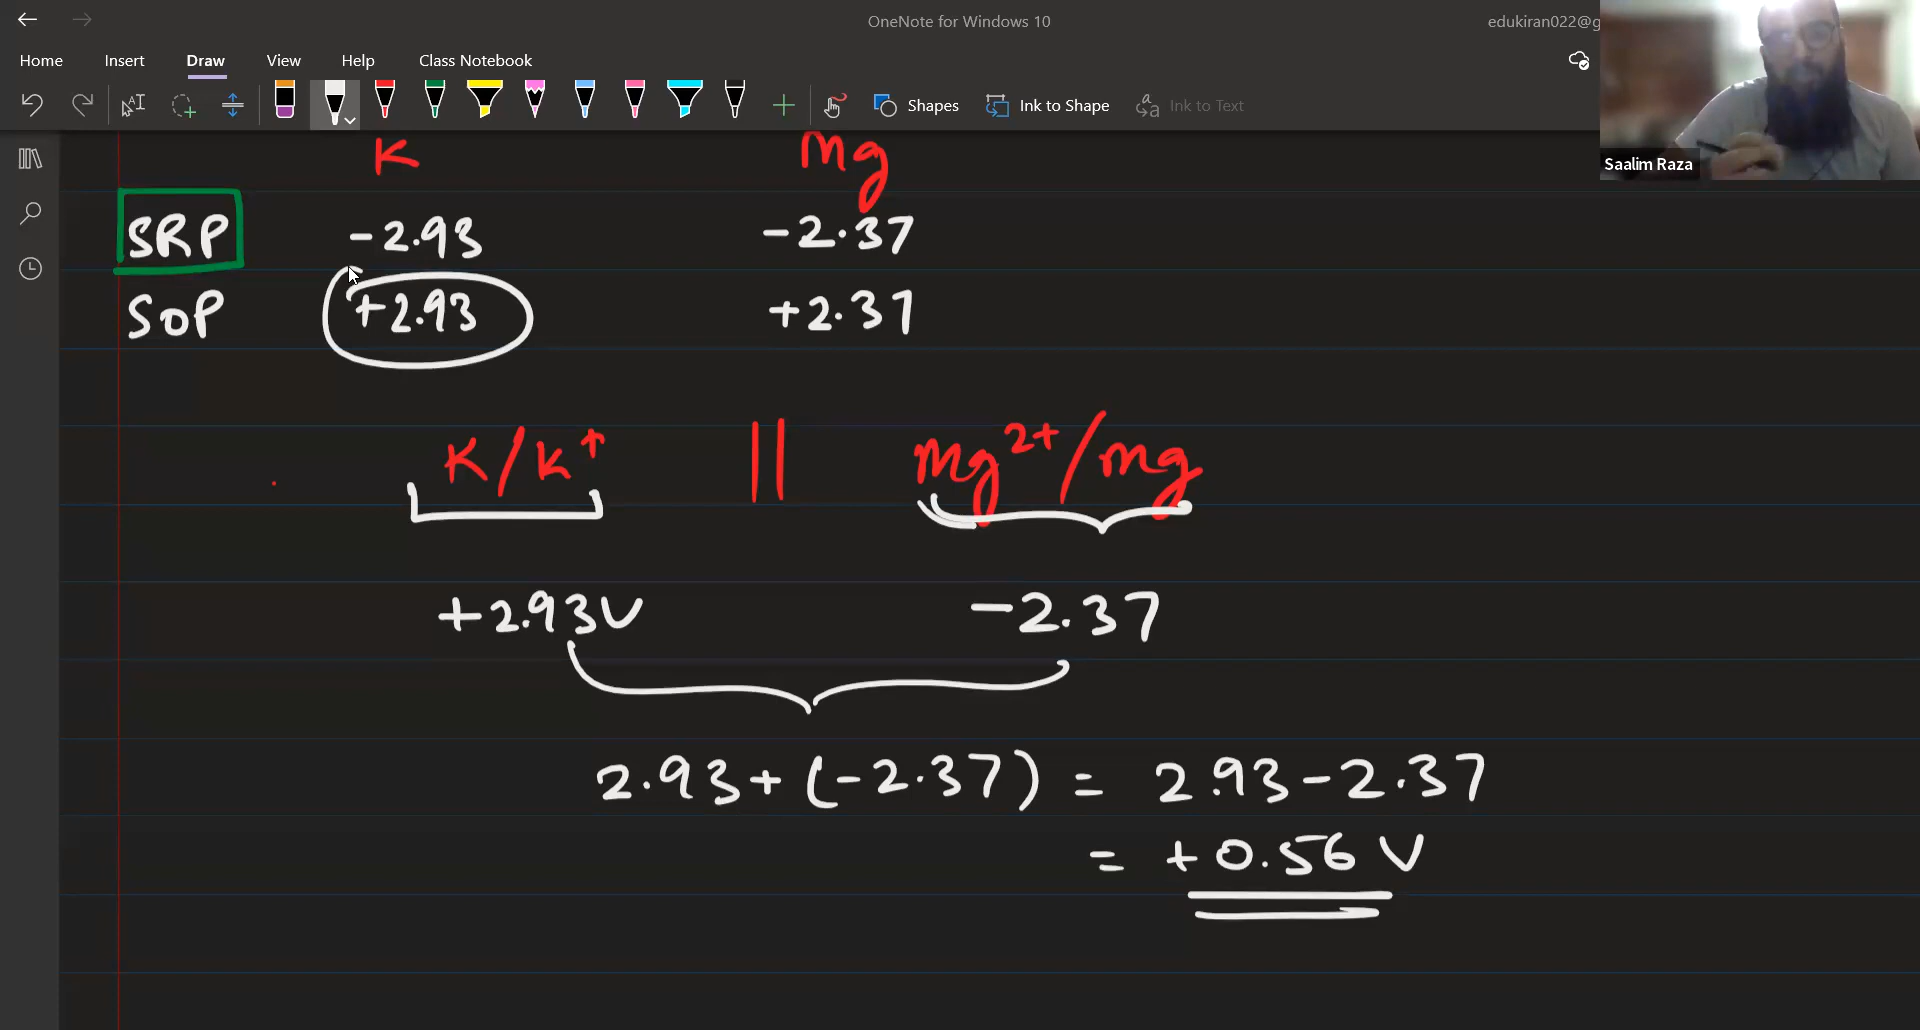 OneNote for Windows 10
edukiran022@g
Home Insert Draw View Help Class Notebook
Shapes Ink to Shape Ink to Text
Saalim Raza
K Mg
SRP -2.93 -2.37
SOP +2.93 +2.37
K/K+ || Mg2+/Mg
+2.93V -2.37
2.93+(-2.37) = 2.93-2.37
= +0.56 V